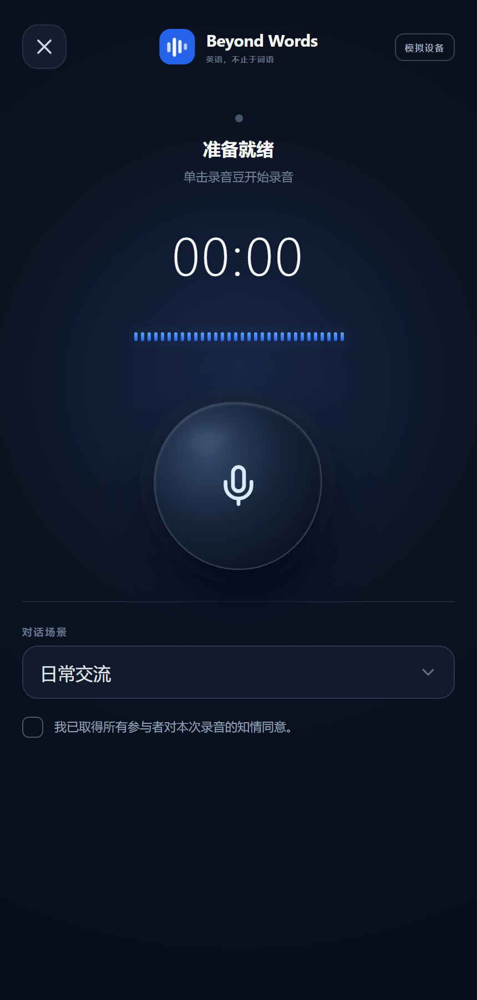 Beyond Words
英语，不止于词语
模拟设备
准备就绪
单击录音豆开始录音
00:00
对话场景
日常交流
我已取得所有参与者对本次录音的知情同意。